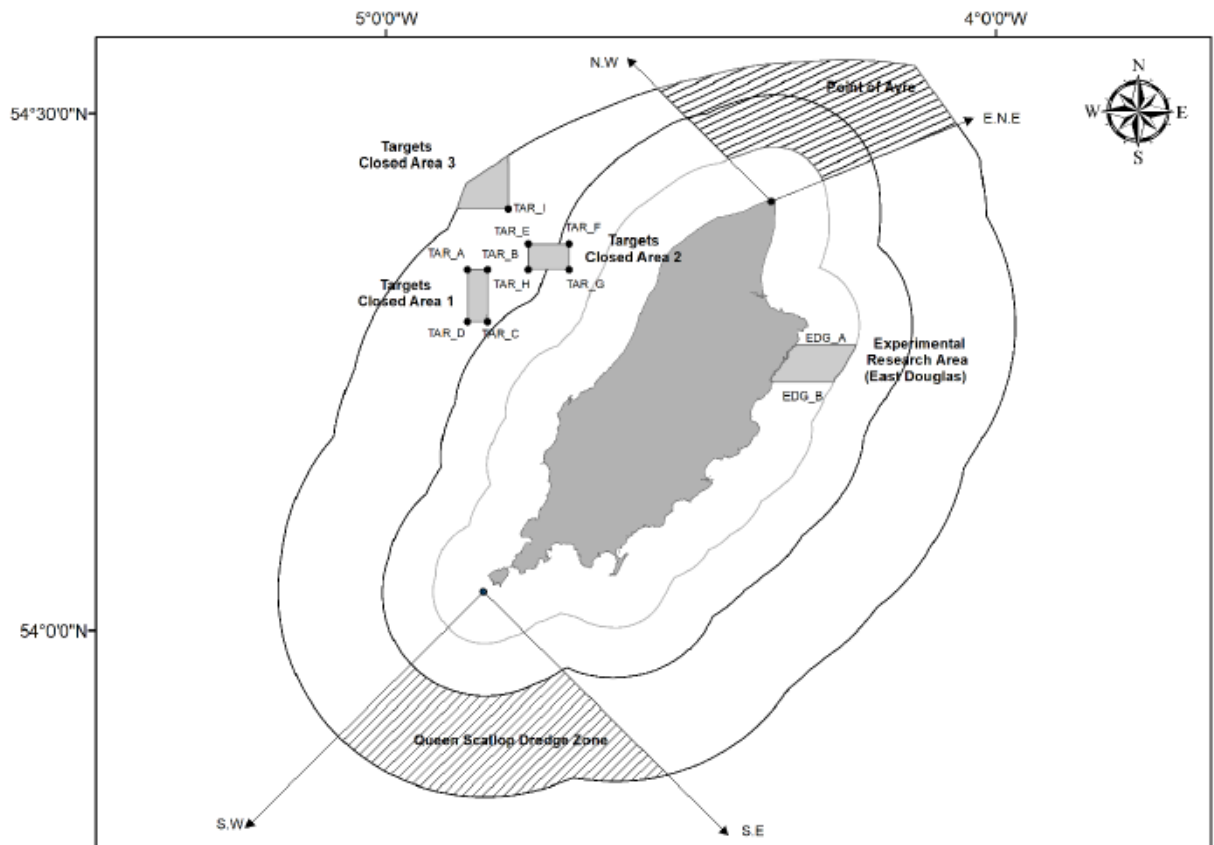 5°0'0"W
4°0'0"W
N.W
Point of Ayre
N
W
E
S
54°30'0"N
E.N.E
Targets
Closed Area 3
TAR_I
TAR_E
TAR_F
Targets
Closed Area 2
TAR_A
TAR_B
TAR_H
TAR_G
Targets
Closed Area 1
TAR_D
TAR_C
EDG_A
Experimental
Research Area
(East Douglas)
EDG_B
54°0'0"N
Queen Scallop Dredge Zone
S.W
S.E